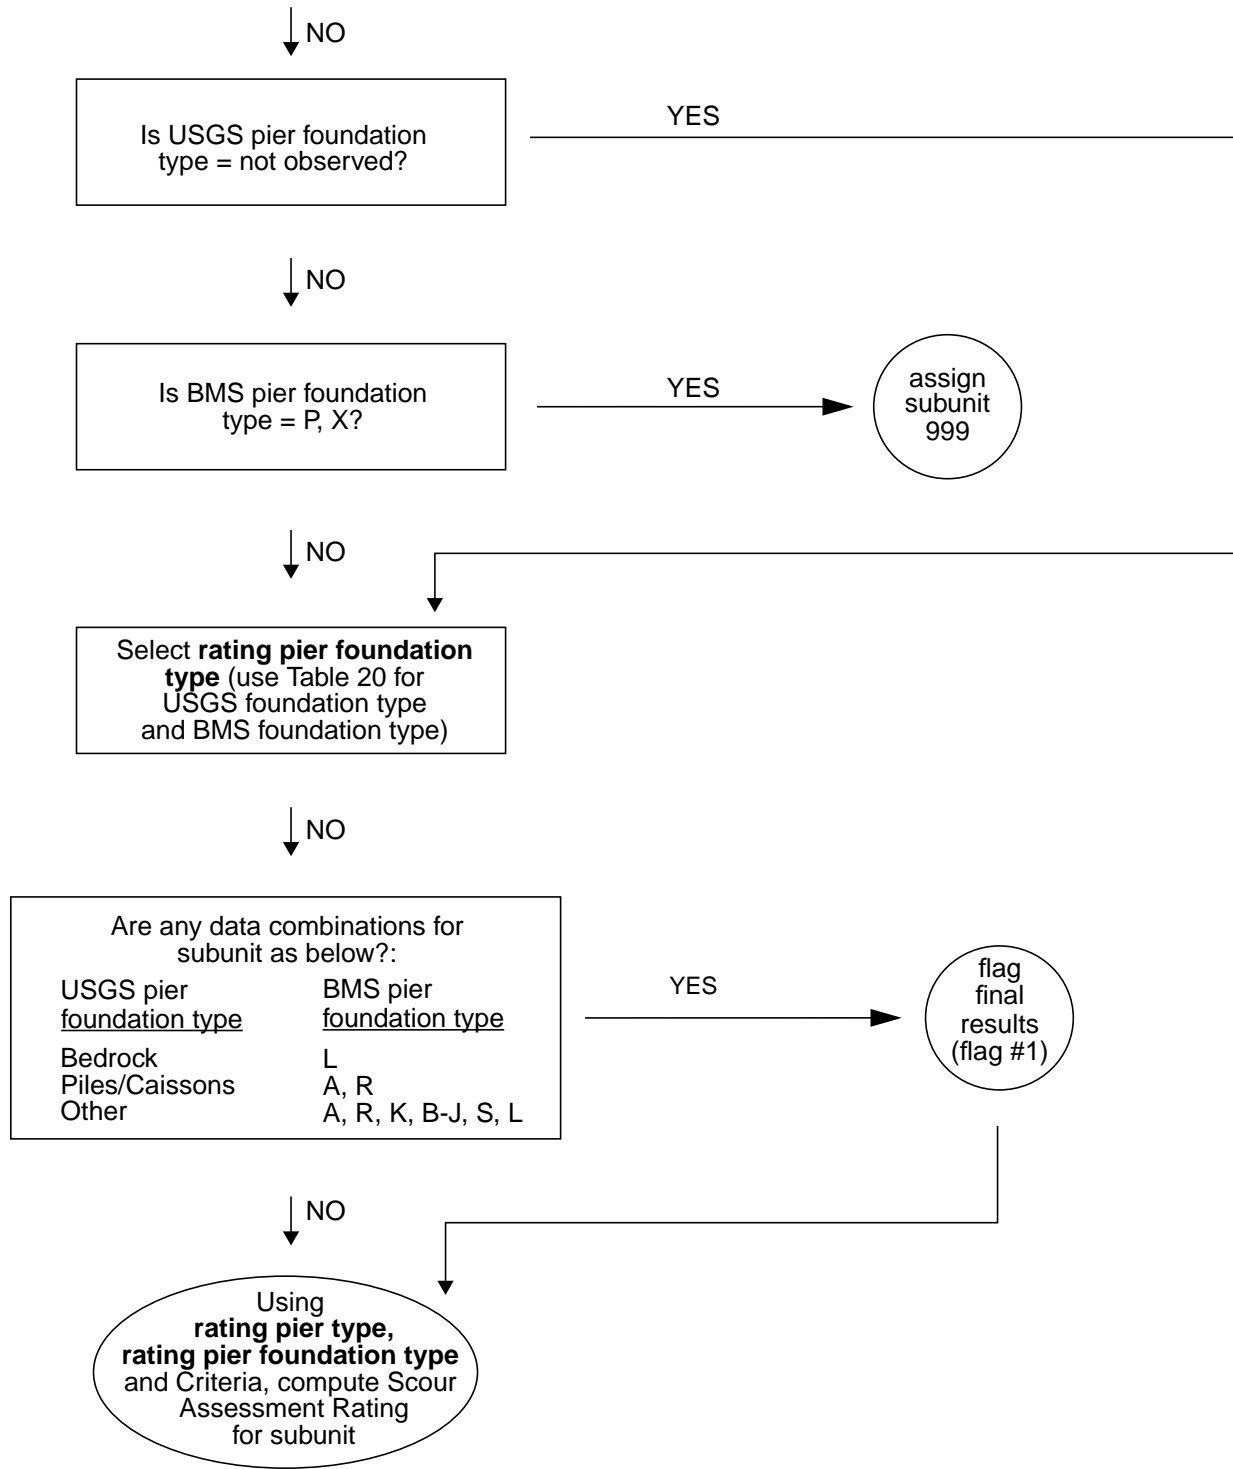 NO
Is USGS pier foundation
type = not observed?
YES
NO
Is BMS pier foundation
type = P, X?
YES
assign
subunit
999
NO
Select rating pier foundation
type (use Table 20 for
USGS foundation type
and BMS foundation type)
NO
Are any data combinations for
subunit as below?:
USGS pier BMS pier
foundation type foundation type
Bedrock L
Piles/Caissons A, R
Other A, R, K, B-J, S, L
YES
flag
final
results
(flag #1)
NO
Using
rating pier type,
rating pier foundation type
and Criteria, compute Scour
Assessment Rating
for subunit